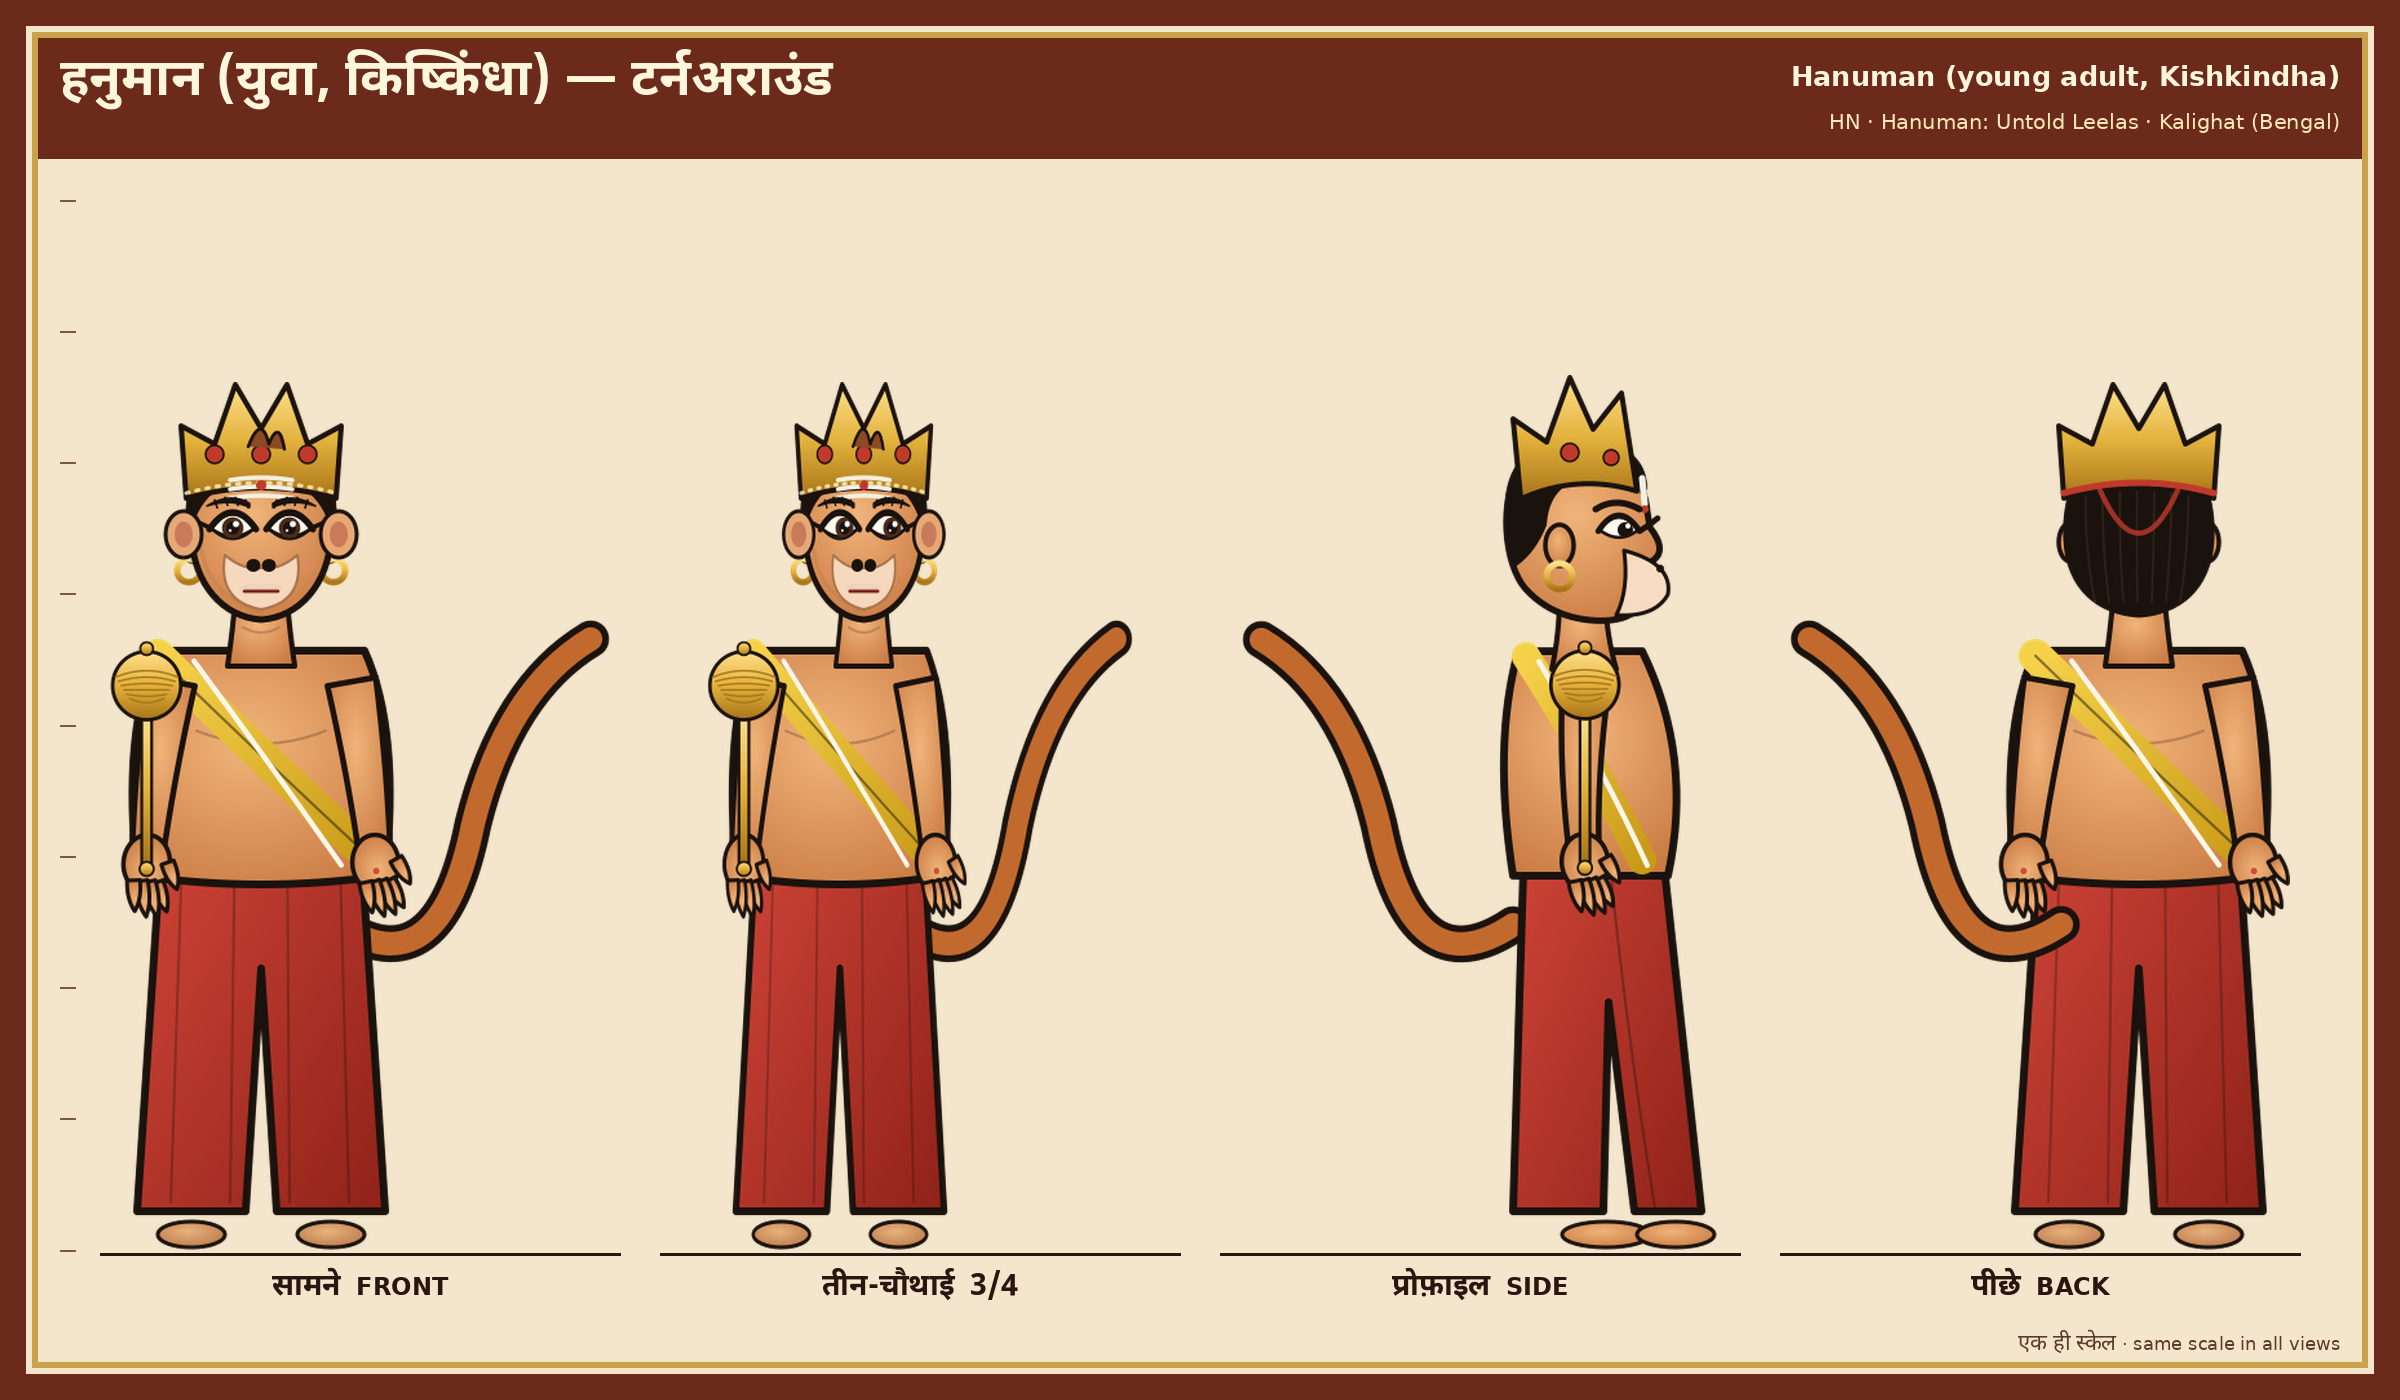 हनुमान (युवा, किष्किंधा) — टर्नअराउंड
Hanuman (young adult, Kishkindha)
HN · Hanuman: Untold Leelas · Kalighat (Bengal)
सामने FRONT
तीन-चौथाई 3/4
प्रोफ़ाइल SIDE
पीछे BACK
एक ही स्केल · same scale in all views